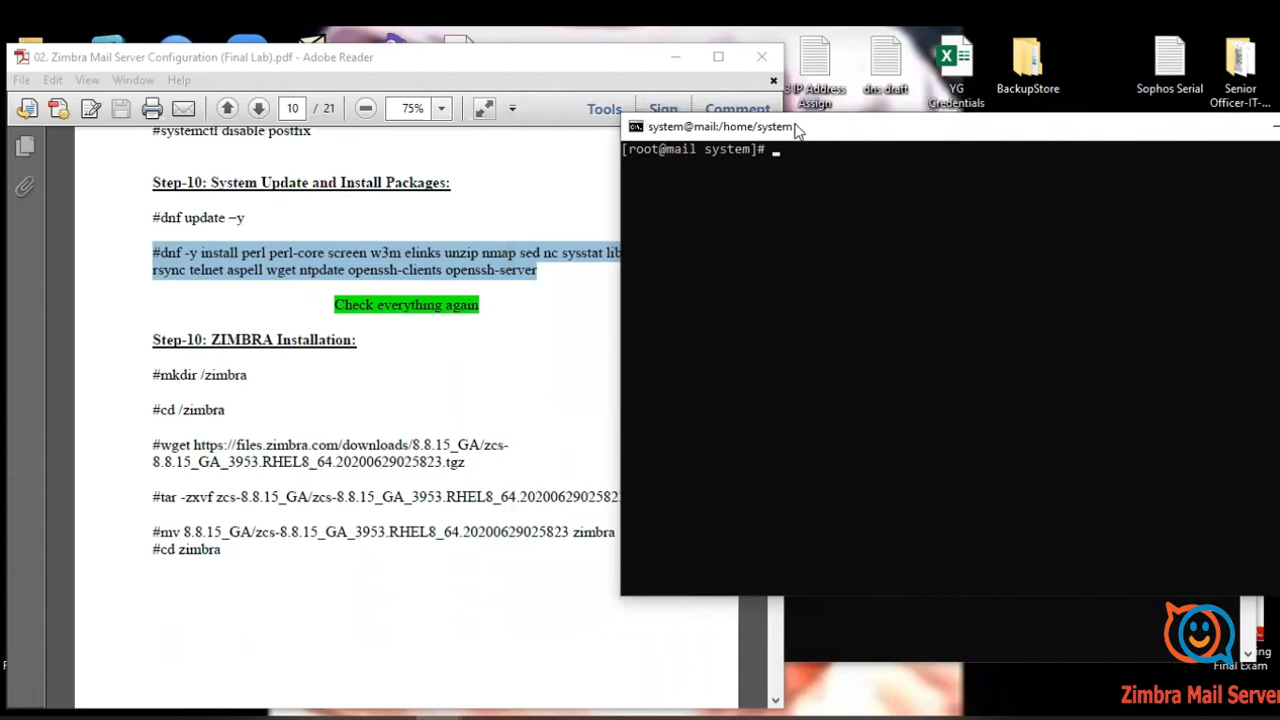 02. Zimbra Mail Server Configuration (Final Lab).pdf - Adobe Reader
File Edit View Window Help
10 / 21 75% Tools Sign Comment
#systemctl disable postfix
Step-10: System Update and Install Packages:
#dnf update –y
#dnf -y install perl perl-core screen w3m elinks unzip nmap sed nc sysstat lib
rsync telnet aspell wget ntpdate openssh-clients openssh-server
Check everything again
Step-10: ZIMBRA Installation:
#mkdir /zimbra
#cd /zimbra
#wget https://files.zimbra.com/downloads/8.8.15_GA/zcs-
8.8.15_GA_3953.RHEL8_64.20200629025823.tgz
#tar -zxvf zcs-8.8.15_GA/zcs-8.8.15_GA_3953.RHEL8_64.2020062902582
#mv 8.8.15_GA/zcs-8.8.15_GA_3953.RHEL8_64.20200629025823 zimbra
#cd zimbra
IP Address
Assign
dns draft
YG
Credentials
BackupStore
Sophos Serial
Senior
Officer-IT-...
system@mail:/home/system
[root@mail system]#
Final Exam
Zimbra Mail Server